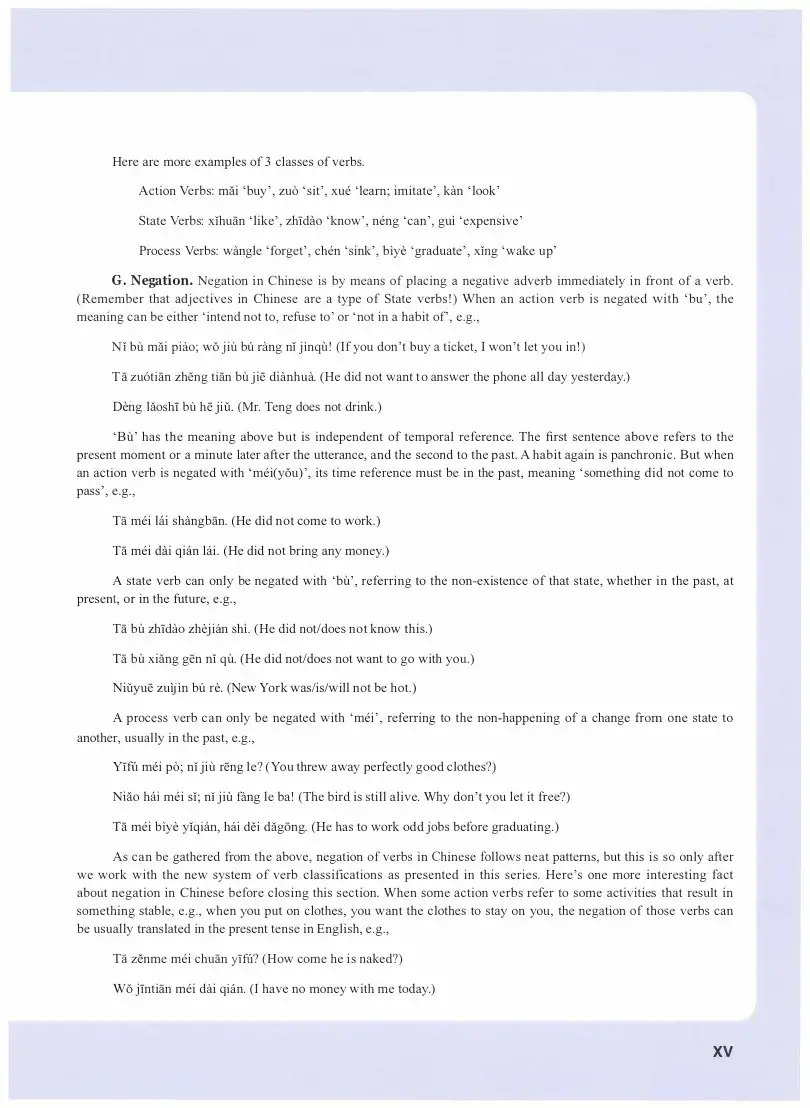 Here are more examples of 3 classes of verbs.
Action Verbs: mǎi ‘buy’, zuò ‘sit’, xué ‘learn; imitate’, kàn ‘look’
State Verbs: xǐhuān ‘like’, zhīdào ‘know’, néng ‘can’, guì ‘expensive’
Process Verbs: wàngle ‘forget’, chén ‘sink’, bìyè ‘graduate’, xǐng ‘wake up’
G. Negation. Negation in Chinese is by means of placing a negative adverb immediately in front of a verb.
(Remember that adjectives in Chinese are a type of State verbs!) When an action verb is negated with ‘bu’, the
meaning can be either ‘intend not to, refuse to’ or ‘not in a habit of’, e.g.,
Nǐ bù mǎi piào; wǒ jiù bú ràng nǐ jìnqù! (If you don’t buy a ticket, I won’t let you in!)
Tā zuótiān zhěng tiān bù jiē diànhuà. (He did not want to answer the phone all day yesterday.)
Dèng lǎoshī bù hē jiǔ. (Mr. Teng does not drink.)
‘Bù’ has the meaning above but is independent of temporal reference. The first sentence above refers to the
present moment or a minute later after the utterance, and the second to the past. A habit again is panchronic. But when
an action verb is negated with ‘méi(yǒu)’, its time reference must be in the past, meaning ‘something did not come to
pass’, e.g.,
Tā méi lái shàngbān. (He did not come to work.)
Tā méi dài qián lái. (He did not bring any money.)
A state verb can only be negated with ‘bù’, referring to the non-existence of that state, whether in the past, at
present, or in the future, e.g.,
Tā bù zhīdào zhèjiàn shì. (He did not/does not know this.)
Tā bù xiǎng gēn nǐ qù. (He did not/does not want to go with you.)
Niǔyuē zuìjìn bú rè. (New York was/is/will not be hot.)
A process verb can only be negated with ‘méi’, referring to the non-happening of a change from one state to
another, usually in the past, e.g.,
Yīfú méi pò; nǐ jiù rēng le? (You threw away perfectly good clothes?)
Niǎo hái méi sǐ; nǐ jiù fàng le ba! (The bird is still alive. Why don’t you let it free?)
Tā méi bìyè yǐqián, hái děi dǎgōng. (He has to work odd jobs before graduating.)
As can be gathered from the above, negation of verbs in Chinese follows neat patterns, but this is so only after
we work with the new system of verb classifications as presented in this series. Here’s one more interesting fact
about negation in Chinese before closing this section. When some action verbs refer to some activities that result in
something stable, e.g., when you put on clothes, you want the clothes to stay on you, the negation of those verbs can
be usually translated in the present tense in English, e.g.,
Tā zěnme méi chuān yīfú? (How come he is naked?)
Wǒ jīntiān méi dài qián. (I have no money with me today.)
XV